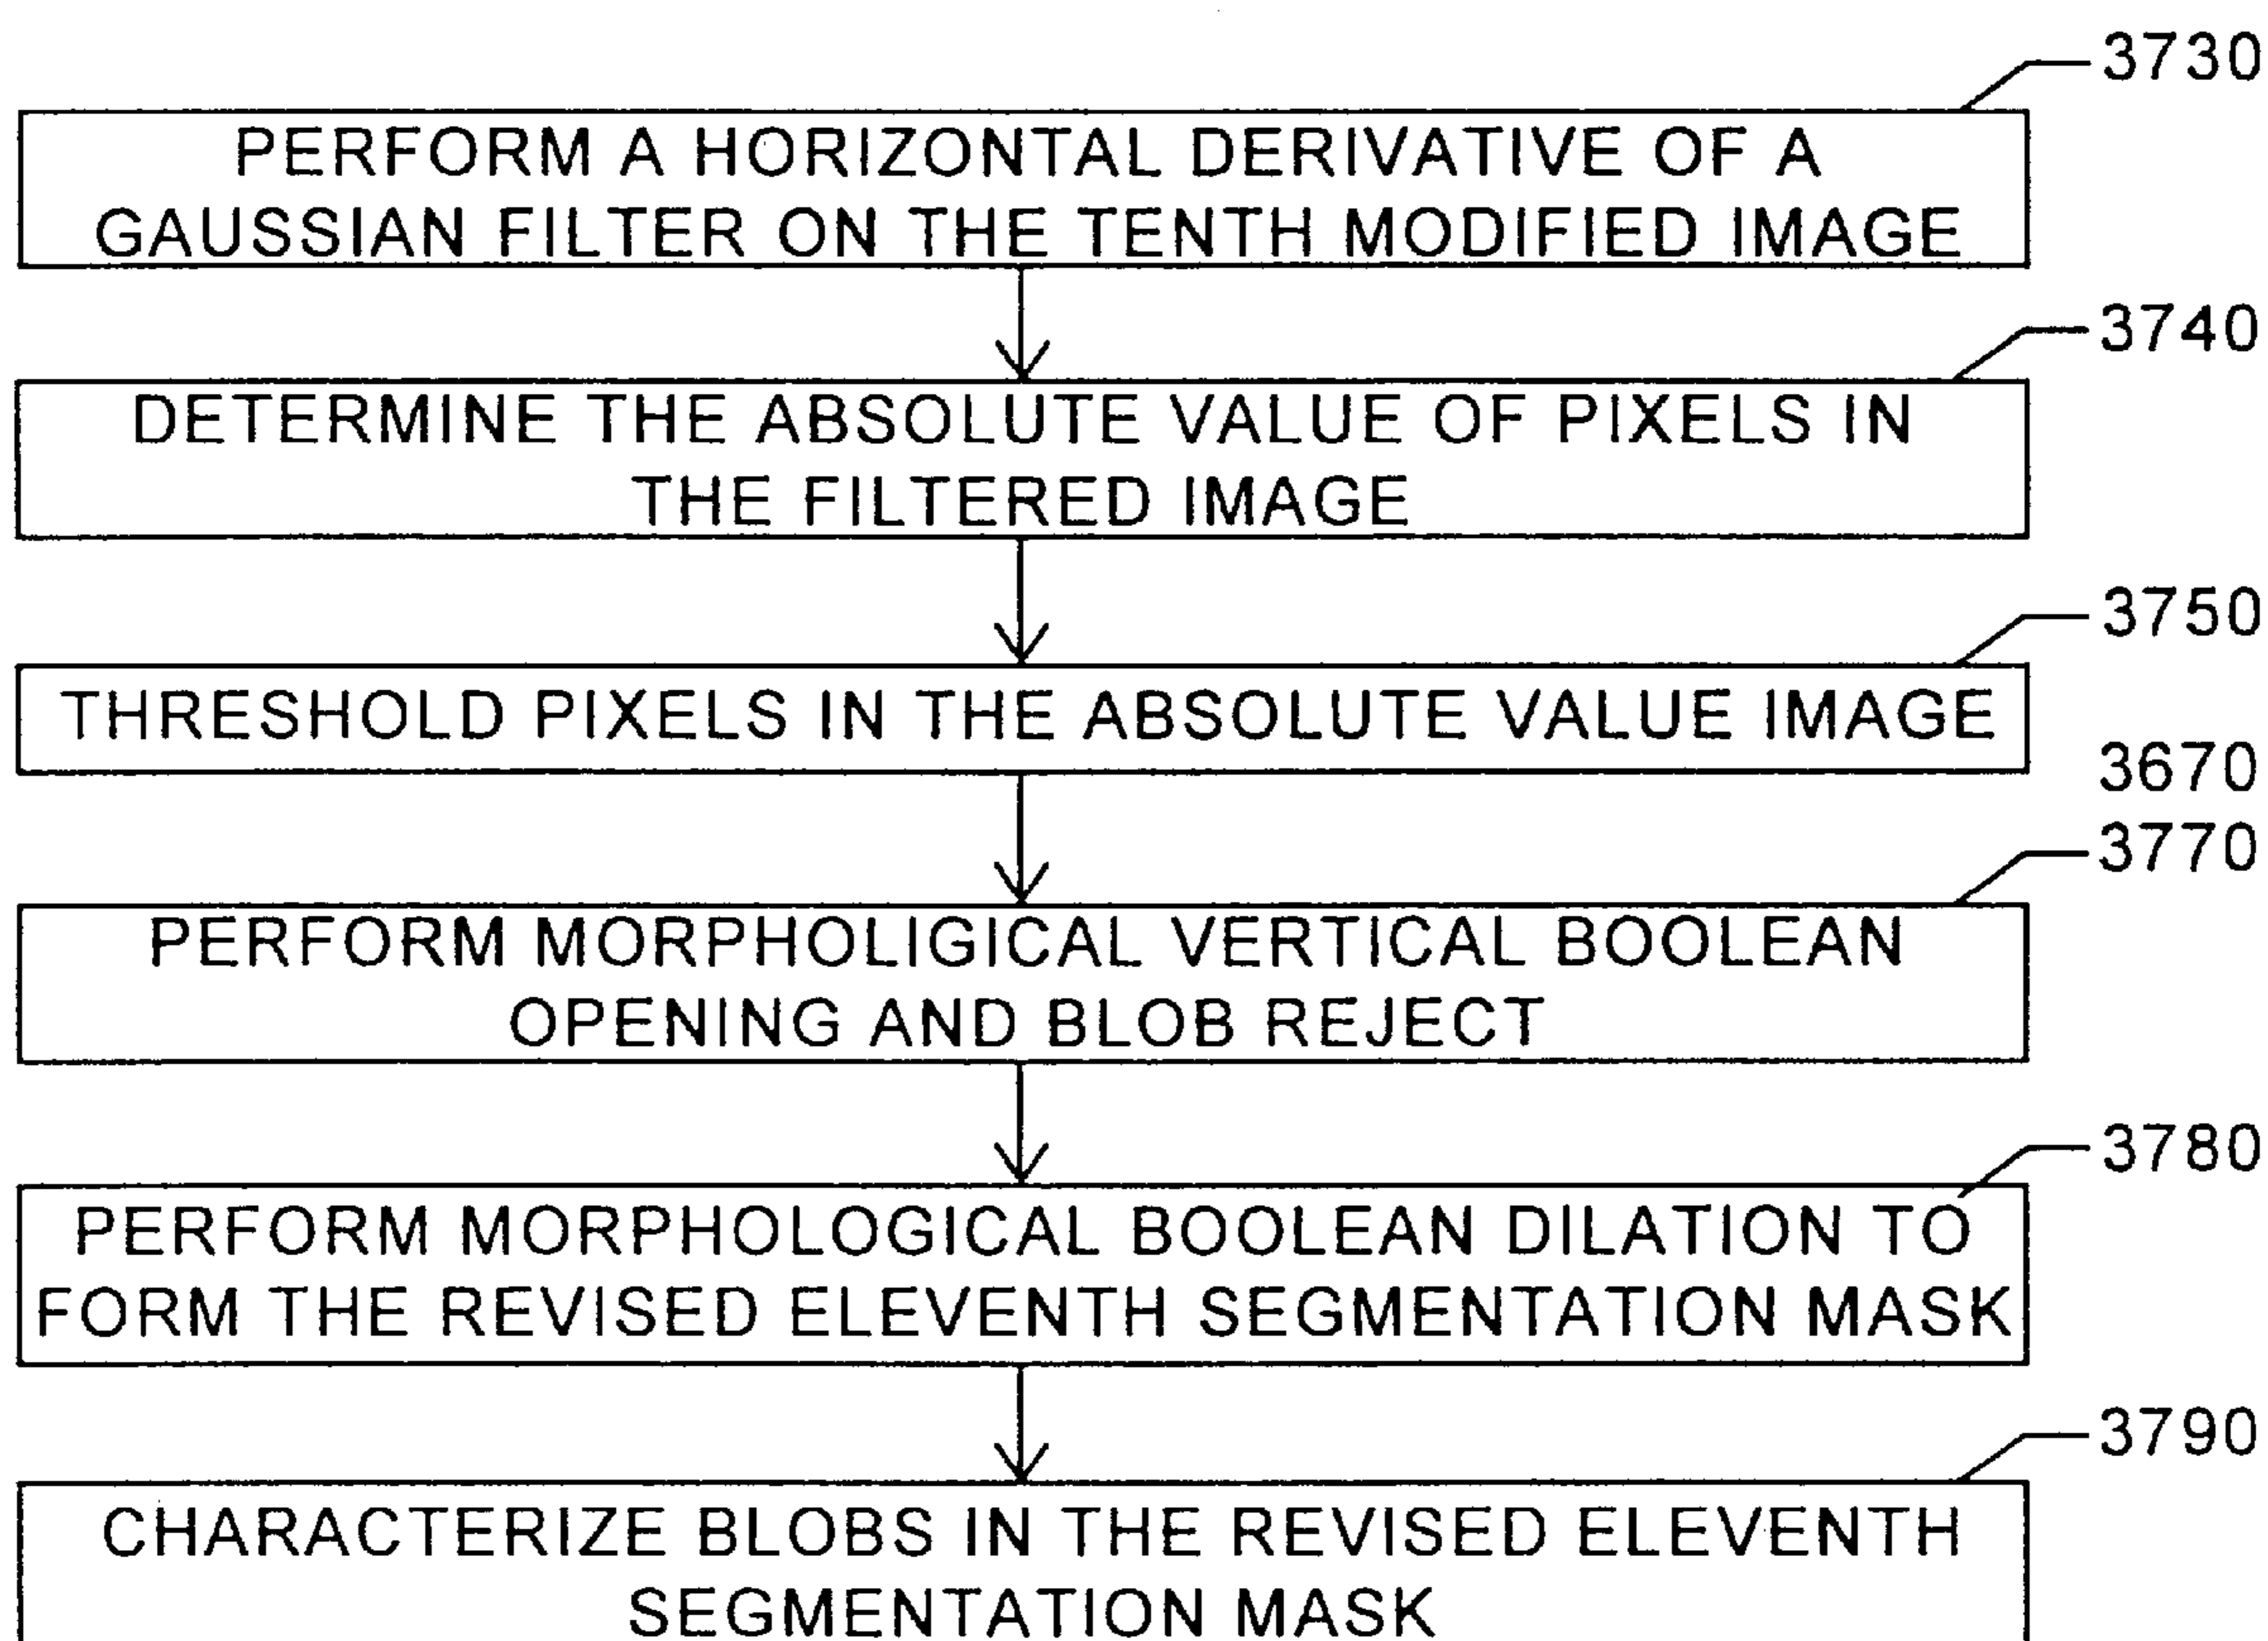 3730
PERFORM A HORIZONTAL DERIVATIVE OF A
GAUSSIAN FILTER ON THE TENTH MODIFIED IMAGE
3740
DETERMINE THE ABSOLUTE VALUE OF PIXELS IN
THE FILTERED IMAGE
3750
THRESHOLD PIXELS IN THE ABSOLUTE VALUE IMAGE
3670
3770
PERFORM MORPHOLIGICAL VERTICAL BOOLEAN
OPENING AND BLOB REJECT
3780
PERFORM MORPHOLOGICAL BOOLEAN DILATION TO
FORM THE REVISED ELEVENTH SEGMENTATION MASK
3790
CHARACTERIZE BLOBS IN THE REVISED ELEVENTH
SEGMENTATION MASK